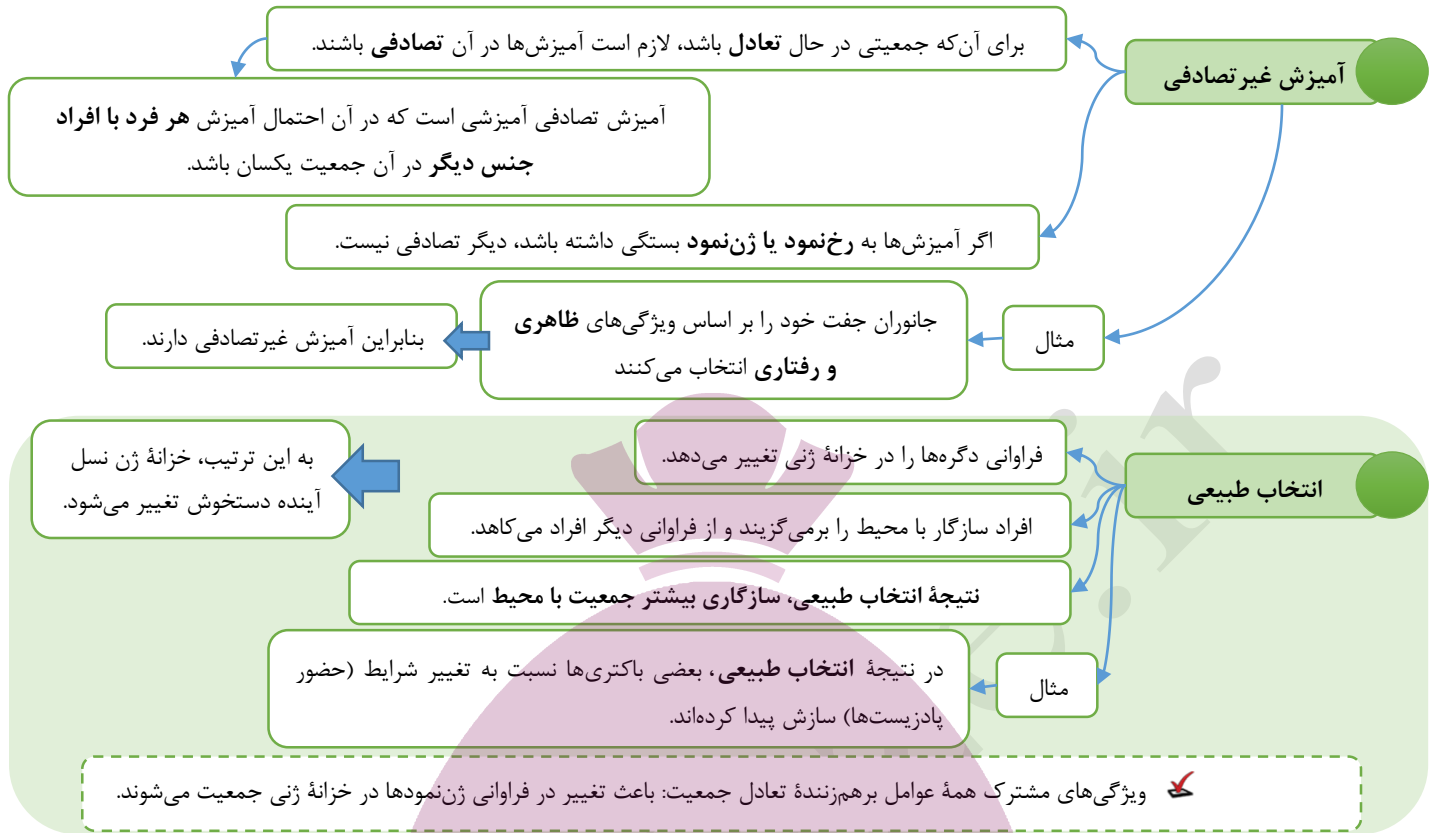 آمیزش غیرتصادفی
برای آن‌که جمعیتی در حال تعادل باشد، لازم است آمیزش‌ها در آن تصادفی باشند.
آمیزش تصادفی آمیزشی است که در آن احتمال آمیزش هر فرد با افراد
جنس دیگر در آن جمعیت یکسان باشد.
اگر آمیزش‌ها به رخ‌نمود یا ژن‌نمود بستگی داشته باشد، دیگر تصادفی نیست.
مثال
جانوران جفت خود را بر اساس ویژگی‌های ظاهری
و رفتاری انتخاب می‌کنند
بنابراین آمیزش غیرتصادفی دارند.
انتخاب طبیعی
فراوانی دگره‌ها را در خزانهٔ ژنی تغییر می‌دهد.
افراد سازگار با محیط را برمی‌گزیند و از فراوانی دیگر افراد می‌کاهد.
به این ترتیب، خزانهٔ ژن نسل
آینده دستخوش تغییر می‌شود.
نتیجهٔ انتخاب طبیعی، سازگاری بیشتر جمعیت با محیط است.
مثال
در نتیجهٔ انتخاب طبیعی، بعضی باکتری‌ها نسبت به تغییر شرایط (حضور
پادزیست‌ها) سازش پیدا کرده‌اند.
ویژگی‌های مشترک همهٔ عوامل برهم‌زنندهٔ تعادل جمعیت: باعث تغییر در فراوانی ژن‌نمودها در خزانهٔ ژنی جمعیت می‌شوند.